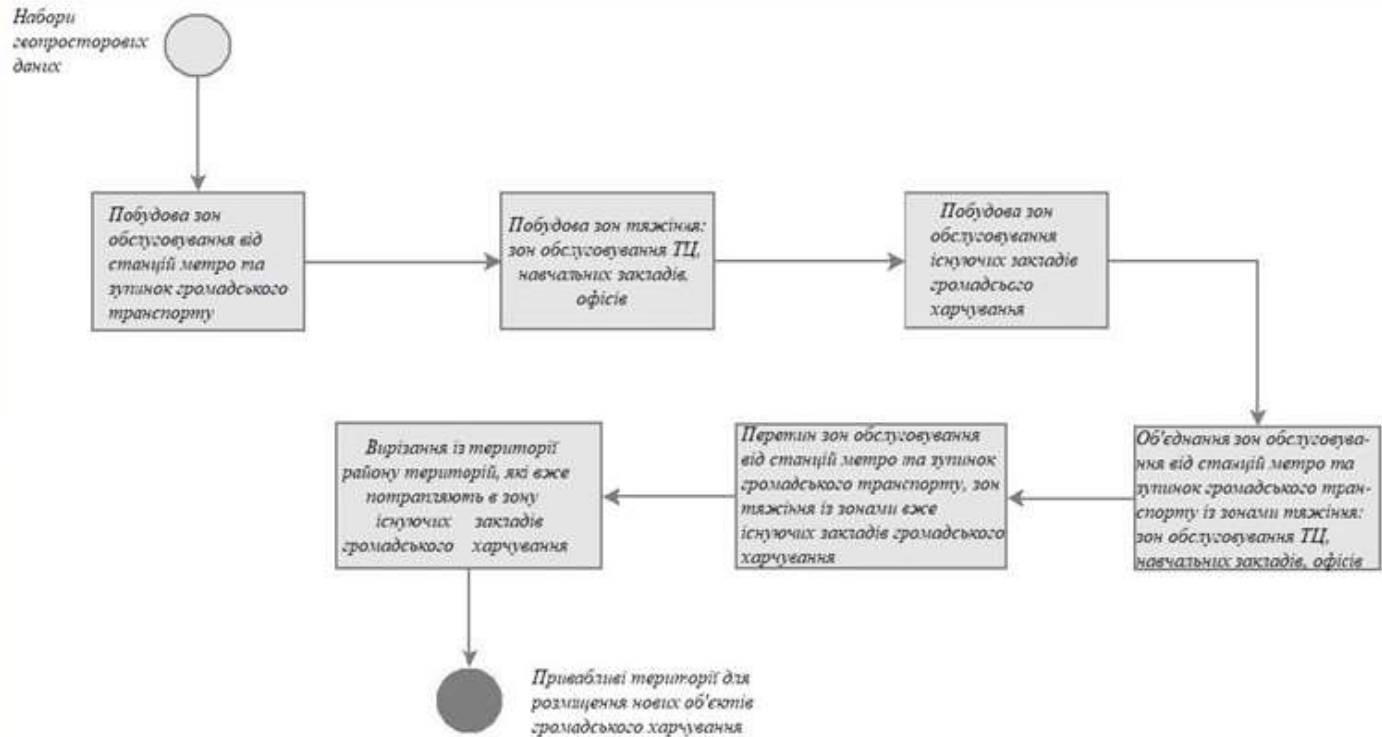 Набори
геопросторових
даних
Побудова зон
обслуговування від
станцій метро та
зупинок громадського
транспорту
Побудова зон тяжіння:
зон обслуговування ТЦ,
навчальних закладів,
офісів
Побудова зон
обслуговування
існуючих закладів
громадсього
харчування
Об'єднання зон обслуговува-
ння від станцій метро та
зупинок громадського тран-
спорту із зонами тяжіння:
зон обслуговування ТЦ,
навчальних закладів, офісів
Перетин зон обслуговування
від станцій метро та зупинок
громадського транспорту, зон
тяжіння із зонами вже
існуючих закладів громадського
харчування
Вирізання із території
району територій, які вже
потрапляють в зону
існуючих закладів
громадського харчування
Привабливі території для
розміщення нових об'єктів
громадського харчування